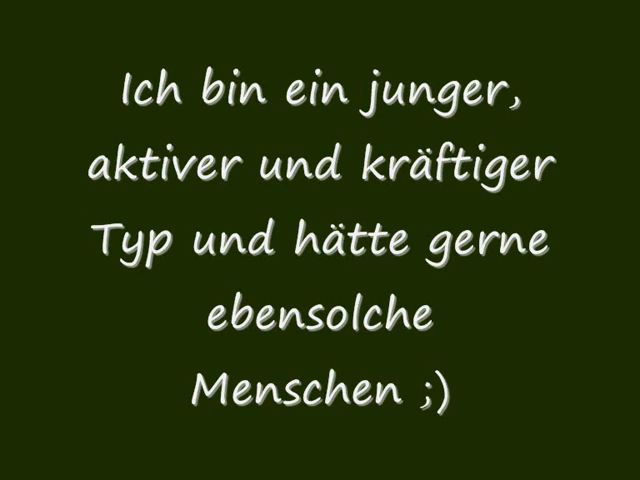 Ich bin ein junger,
aktiver und kräftiger
Typ und hätte gerne
ebensolche
Menschen ;)